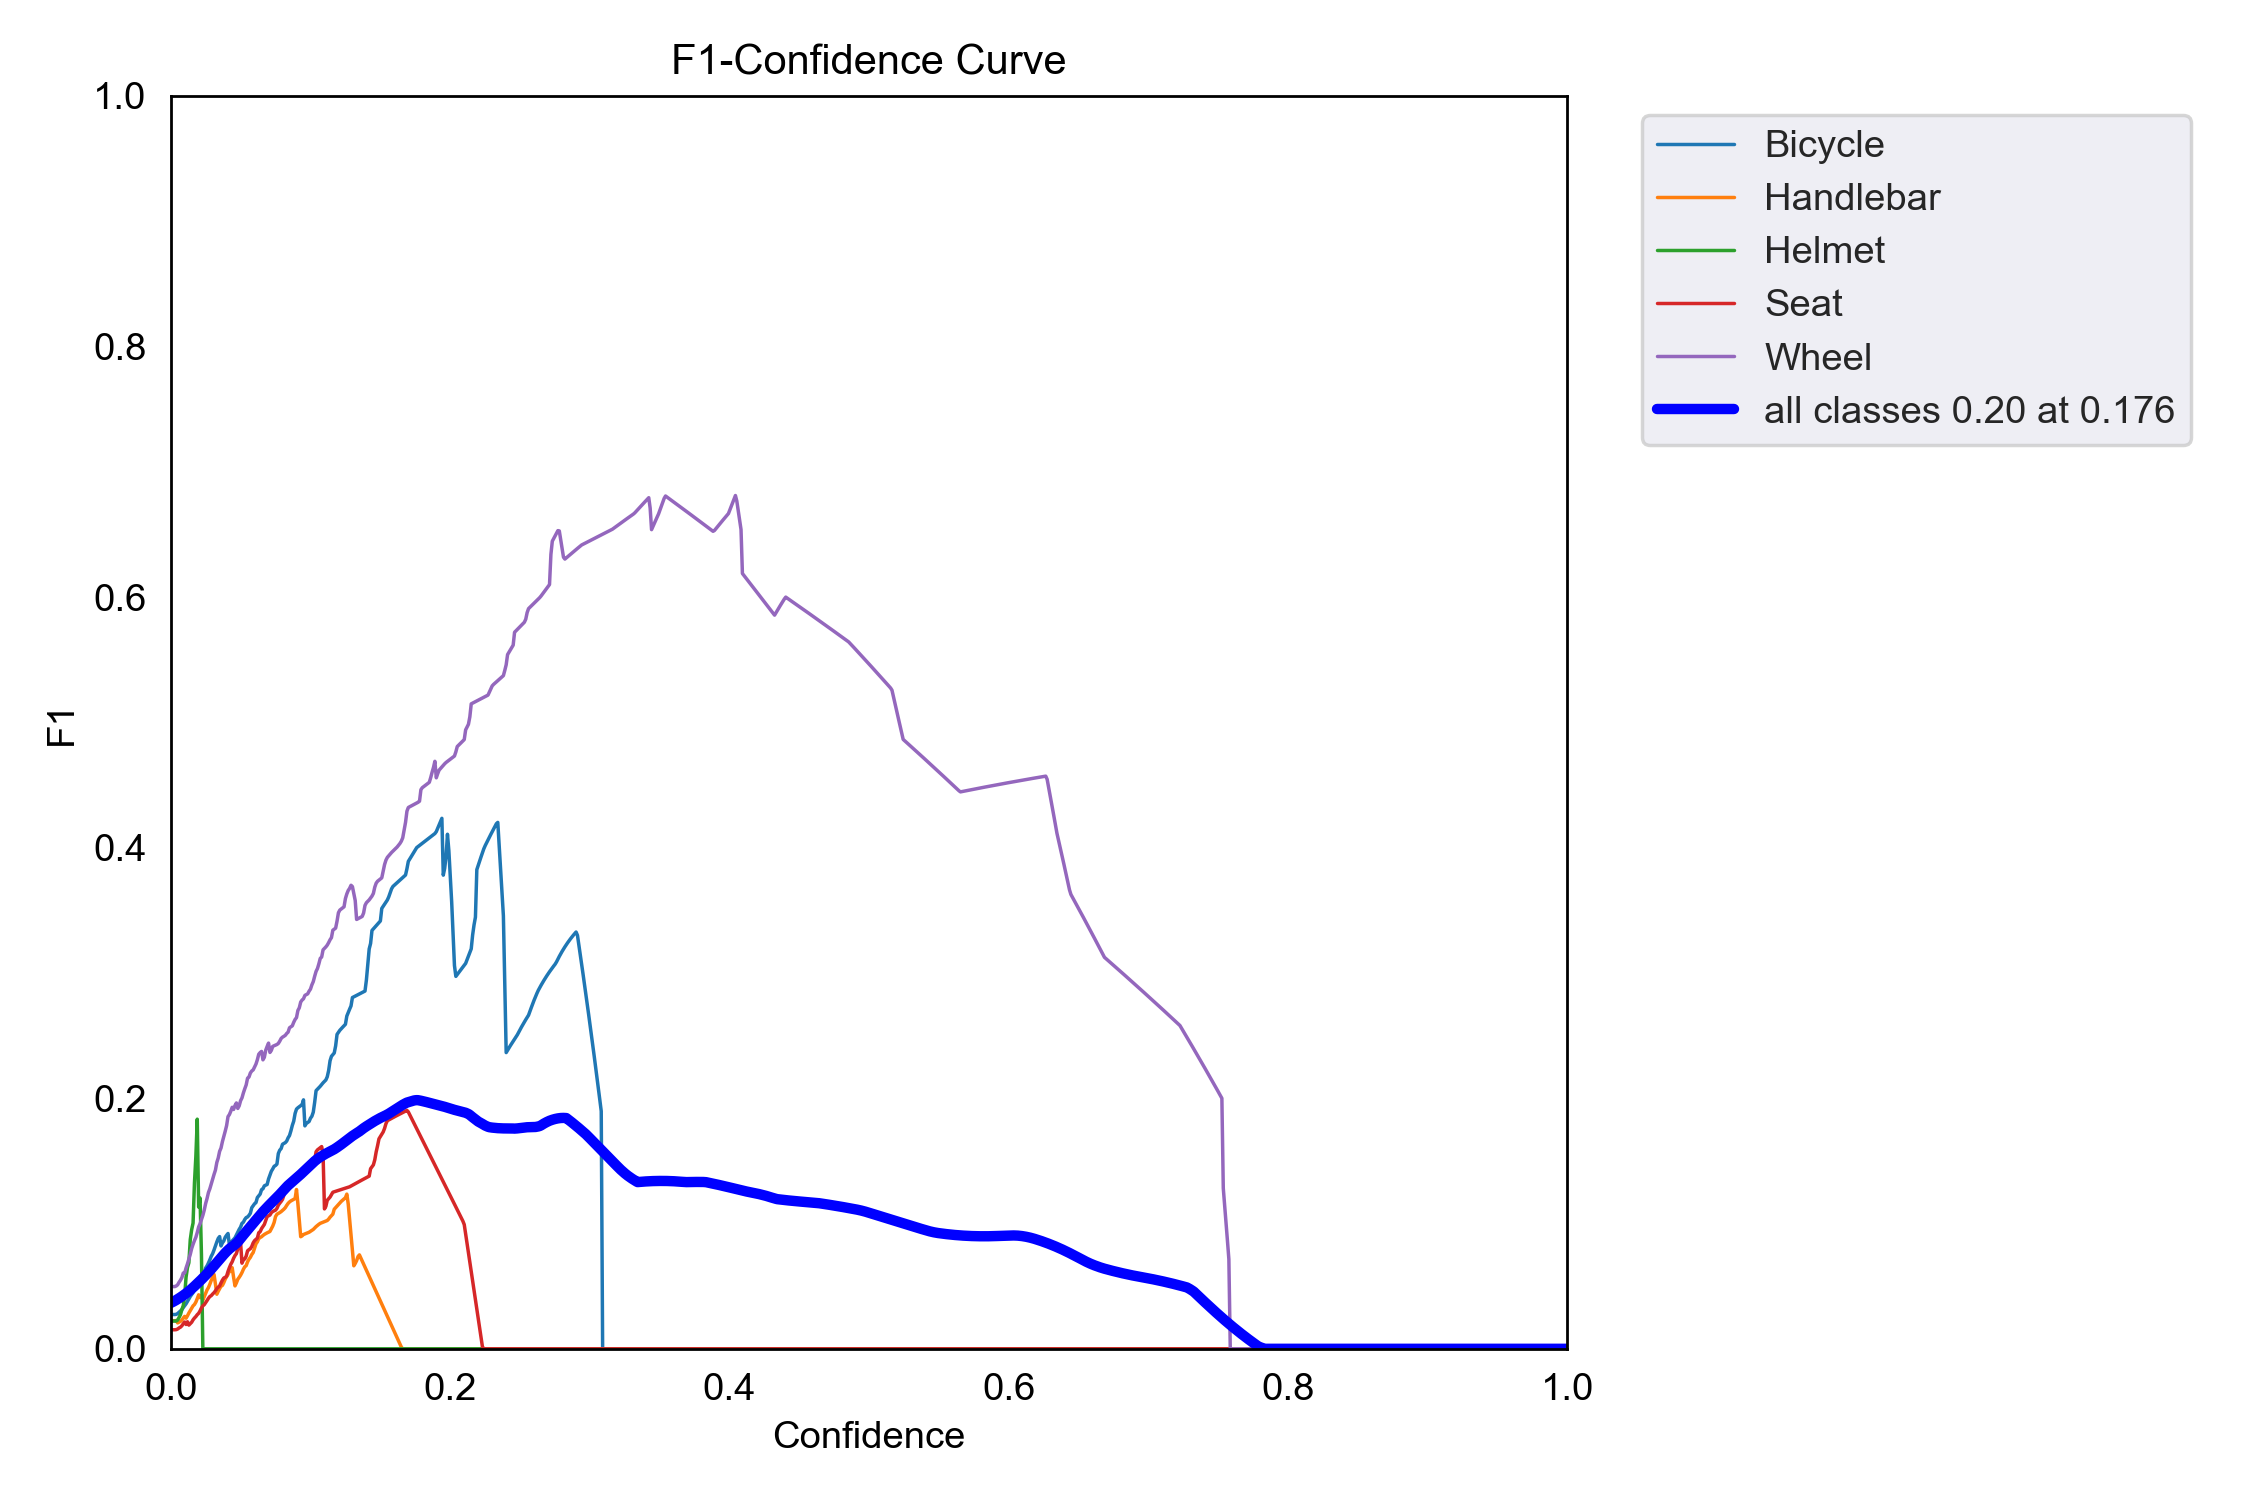 F1-Confidence Curve
1.0
0.8
0.6
0.4
0.2
0.0
F1
0.0 0.2 0.4 0.6 0.8 1.0
Confidence
Bicycle
Handlebar
Helmet
Seat
Wheel
all classes 0.20 at 0.176